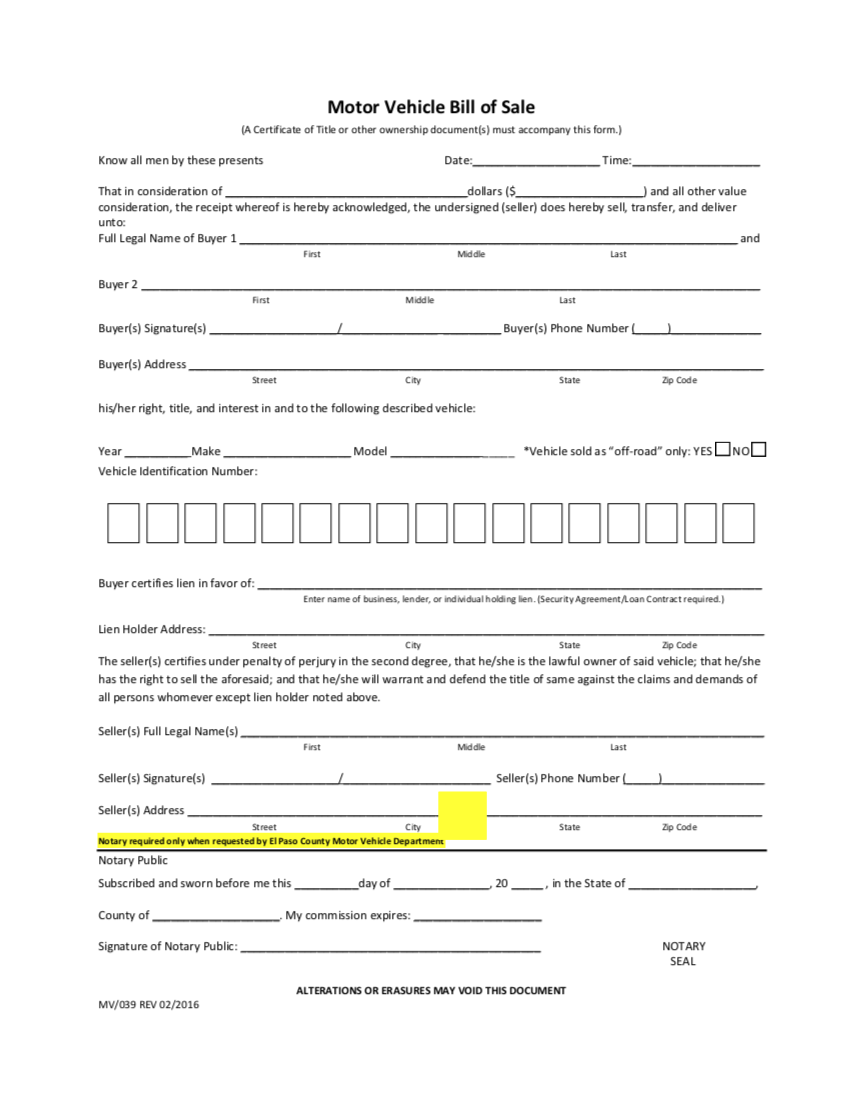 Motor Vehicle Bill of Sale
(A Certificate of Title or other ownership document(s) must accompany this form.)
Know all men by these presents Date:____________________ Time:____________________
That in consideration of ______________________________________dollars ($____________________) and all other value
consideration, the receipt whereof is hereby acknowledged, the undersigned (seller) does hereby sell, transfer, and deliver
unto:
Full Legal Name of Buyer 1 ______________________________________________________________________________ and
First Middle Last
Buyer 2 _________________________________________________________________________________________________
First Middle Last
Buyer(s) Signature(s) ____________________/_________________________ Buyer(s) Phone Number (_____)______________
Buyer(s) Address __________________________________________________________________________________________
Street City State Zip Code
his/her right, title, and interest in and to the following described vehicle:
Year __________Make ____________________ Model ____________________ *Vehicle sold as “off-road” only: YES NO
Vehicle Identification Number:
Buyer certifies lien in favor of: _______________________________________________________________________________
Enter name of business, lender, or individual holding lien. (Security Agreement/Loan Contract required.)
Lien Holder Address: _______________________________________________________________________________________
Street City State Zip Code
The seller(s) certifies under penalty of perjury in the second degree, that he/she is the lawful owner of said vehicle; that he/she
has the right to sell the aforesaid; and that he/she will warrant and defend the title of same against the claims and demands of
all persons whomever except lien holder noted above.
Seller(s) Full Legal Name(s) __________________________________________________________________________________
First Middle Last
Seller(s) Signature(s) ____________________/_______________________ Seller(s) Phone Number (_____)________________
Seller(s) Address __________________________________________________________________________________________
Street City State Zip Code
Notary required only when requested by El Paso County Motor Vehicle Department
Notary Public
Subscribed and sworn before me this __________day of _______________, 20 _____ , in the State of ____________________,
County of ____________________. My commission expires: ____________________
Signature of Notary Public: _______________________________________________ NOTARY
SEAL
ALTERATIONS OR ERASURES MAY VOID THIS DOCUMENT
MV/039 REV 02/2016